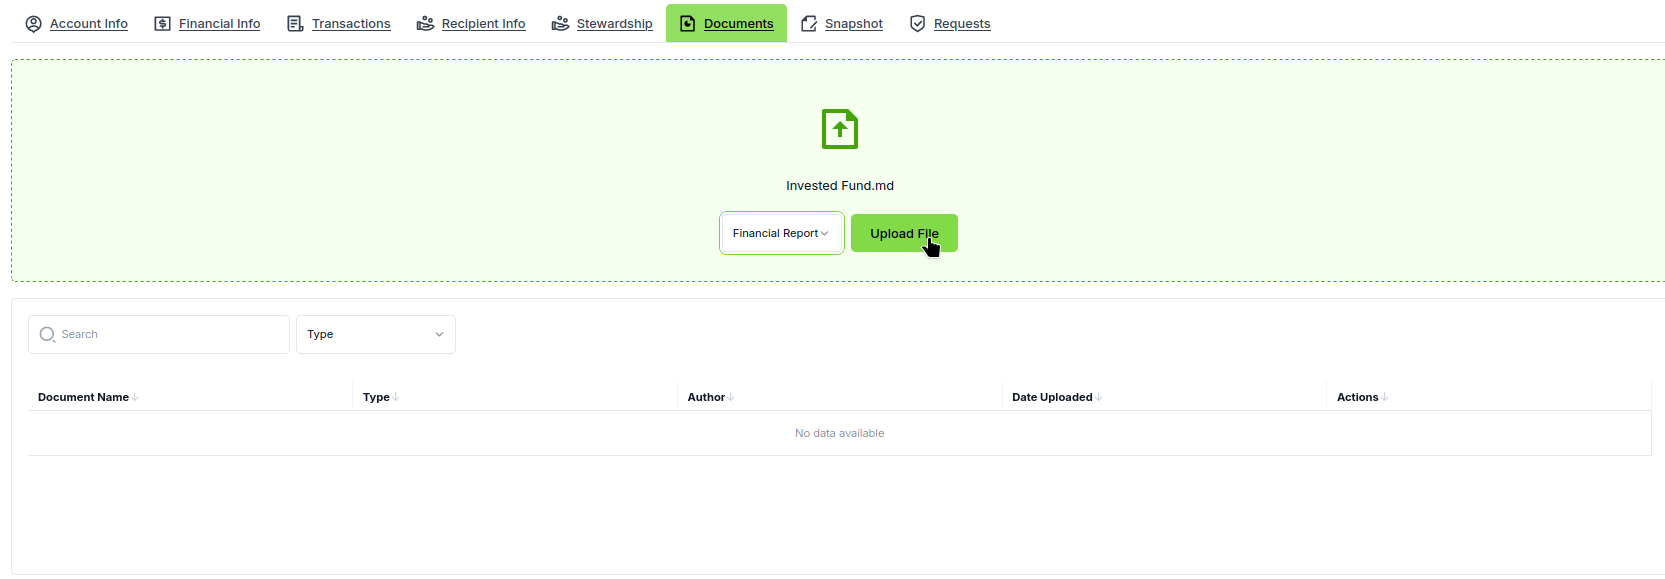 Account Info Financial Info Transactions Recipient Info Stewardship Documents Snapshot Requests
Invested Fund.md
Financial Report Upload File
Search Type
Document Name Type Author Date Uploaded Actions
No data available